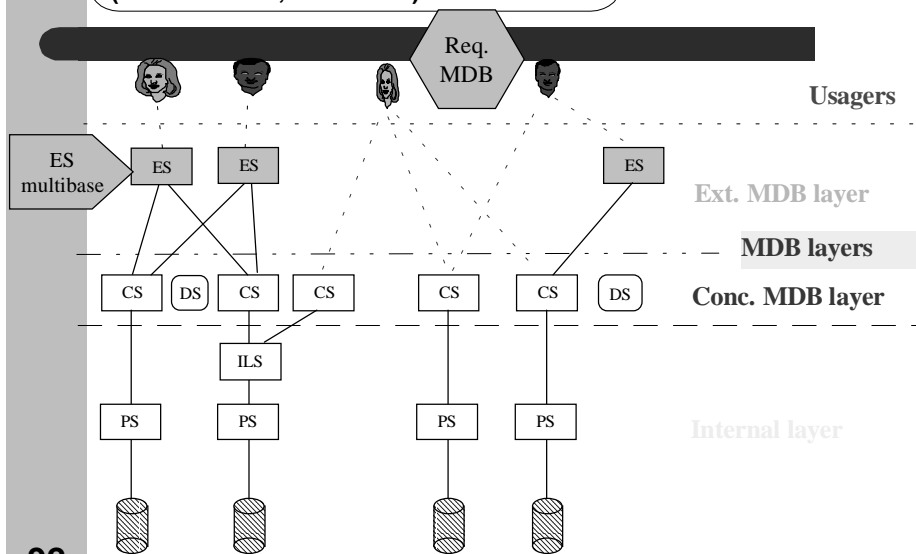 Req.
MDB
Usagers
ES
multibase
ES
ES
ES
Ext. MDB layer
MDB layers
CS
DS
CS
CS
CS
CS
DS
Conc. MDB layer
ILS
PS
PS
PS
PS
Internal layer